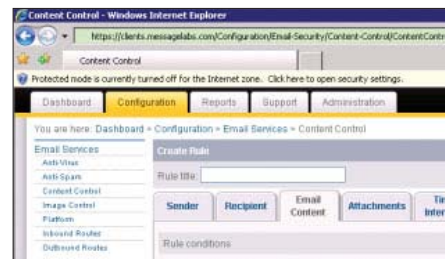 Content Control - Windows Internet Explorer
https://clients.messagelabs.com/Configuration/Email-Security/Content-Control/ContentContr
Content Control
Protected mode is currently turned off for the Internet zone. Click here to open security settings.
Dashboard Configuration Reports Support Administration
You are here: Dashboard » Configuration » Email Services » Content Control
Email Services
Create Rule
Anti-Virus
Anti-Spam
Rule title:
Content Control
Image Control
Platform
Inbound Routes
Outbound Routes
Sender Recipient Email Content Attachments Tim Inter
Rule conditions